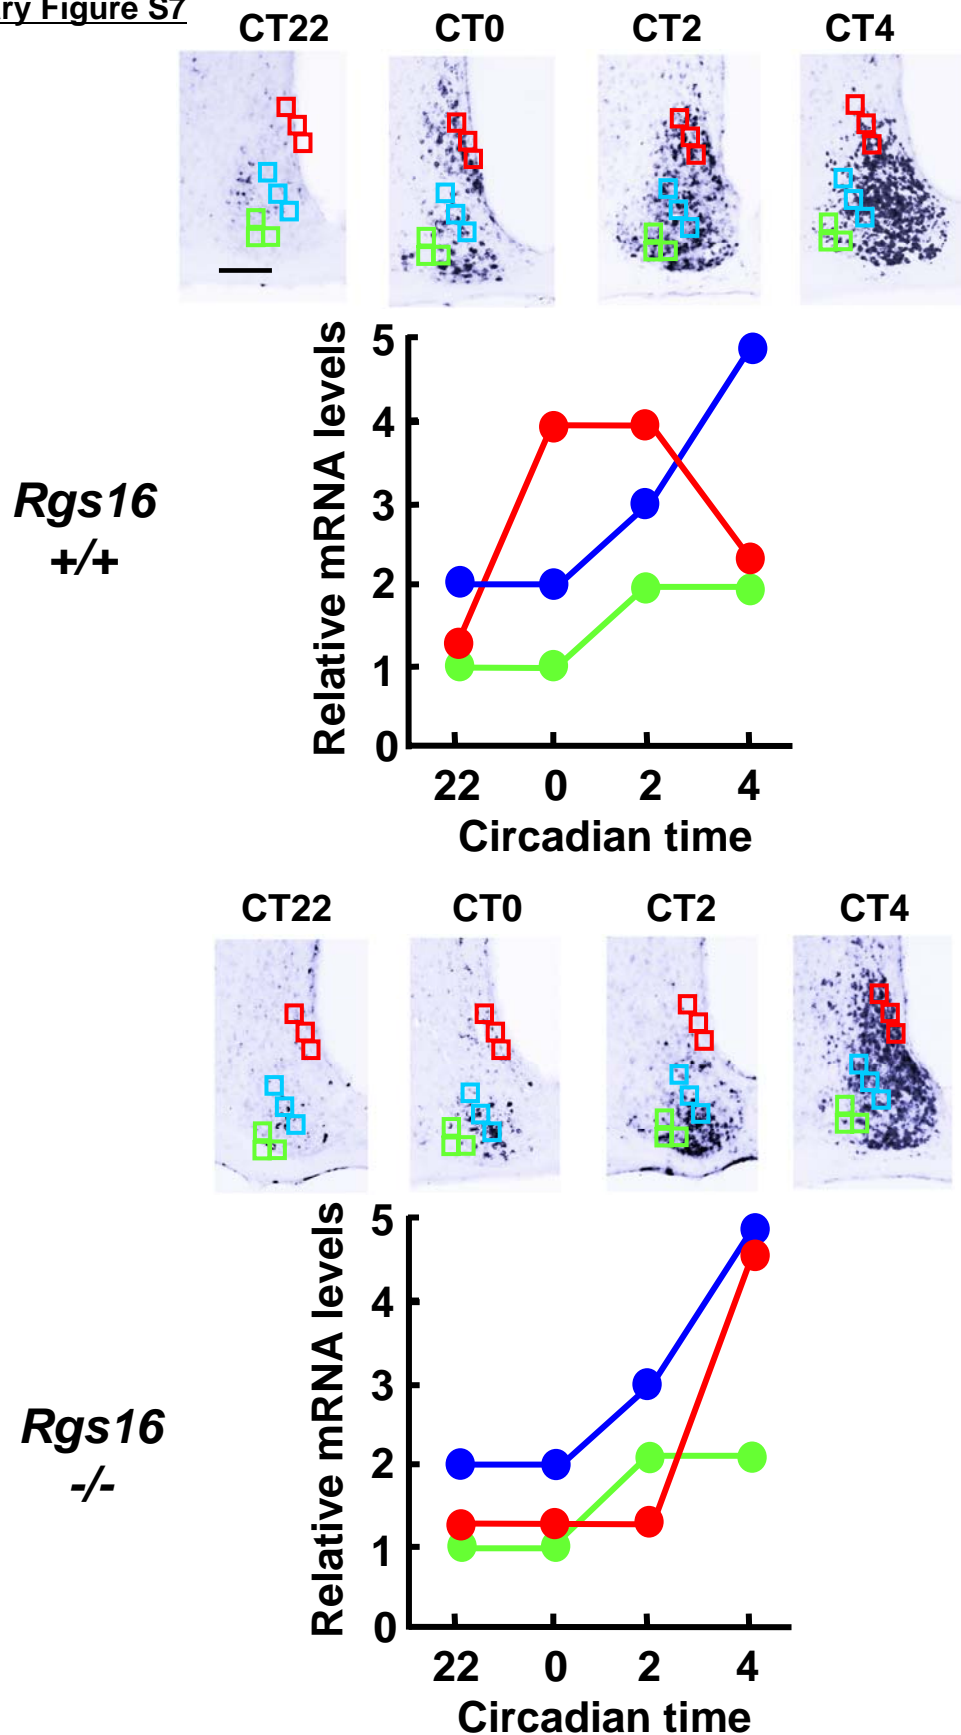 ry Figure S7
CT22 CT0 CT2 CT4
Rgs16
+/+
Relative mRNA levels
5
4
3
2
1
0
22 0 2 4
Circadian time
CT22 CT0 CT2 CT4
Rgs16
-/-
Relative mRNA levels
5
4
3
2
1
0
22 0 2 4
Circadian time